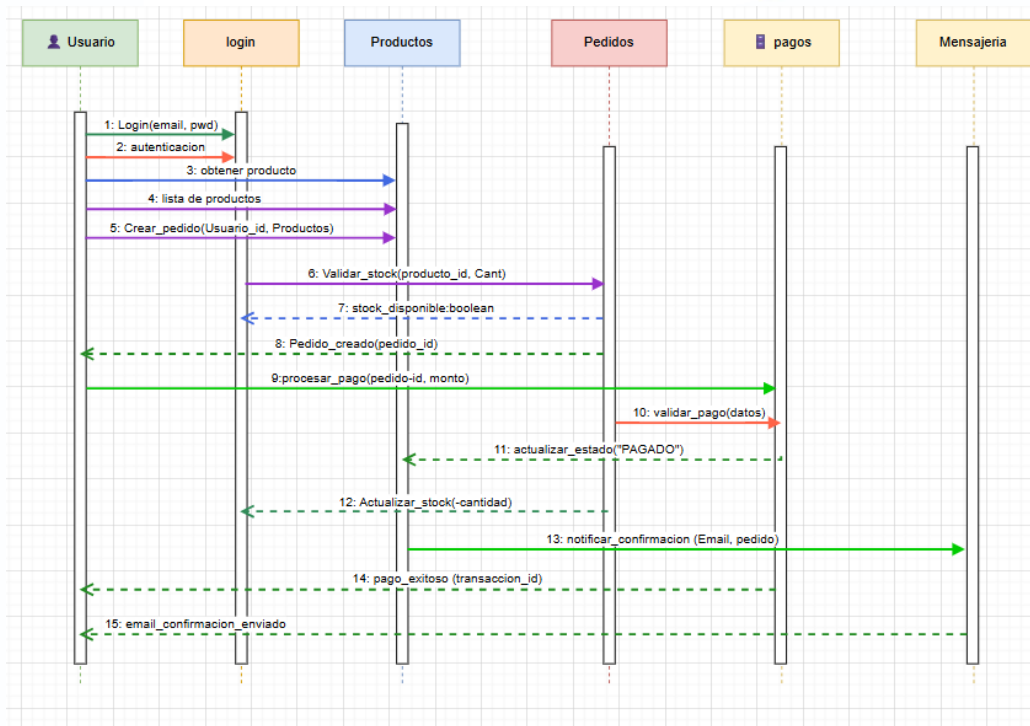 Usuario
login
Productos
Pedidos
pagos
Mensajeria
1: Login(email, pwd)
2: autenticacion
3: obtener producto
4: lista de productos
5: Crear_pedido(Usuario_id, Productos)
6: Validar_stock(producto_id, Cant)
7: stock_disponible:boolean
8: Pedido_creado(pedido_id)
9:procesar_pago(pedido-id, monto)
10: validar_pago(datos)
11: actualizar_estado("PAGADO")
12: Actualizar_stock(-cantidad)
13: notificar_confirmacion (Email, pedido)
14: pago_exitoso (transaccion_id)
15: email_confirmacion_enviado